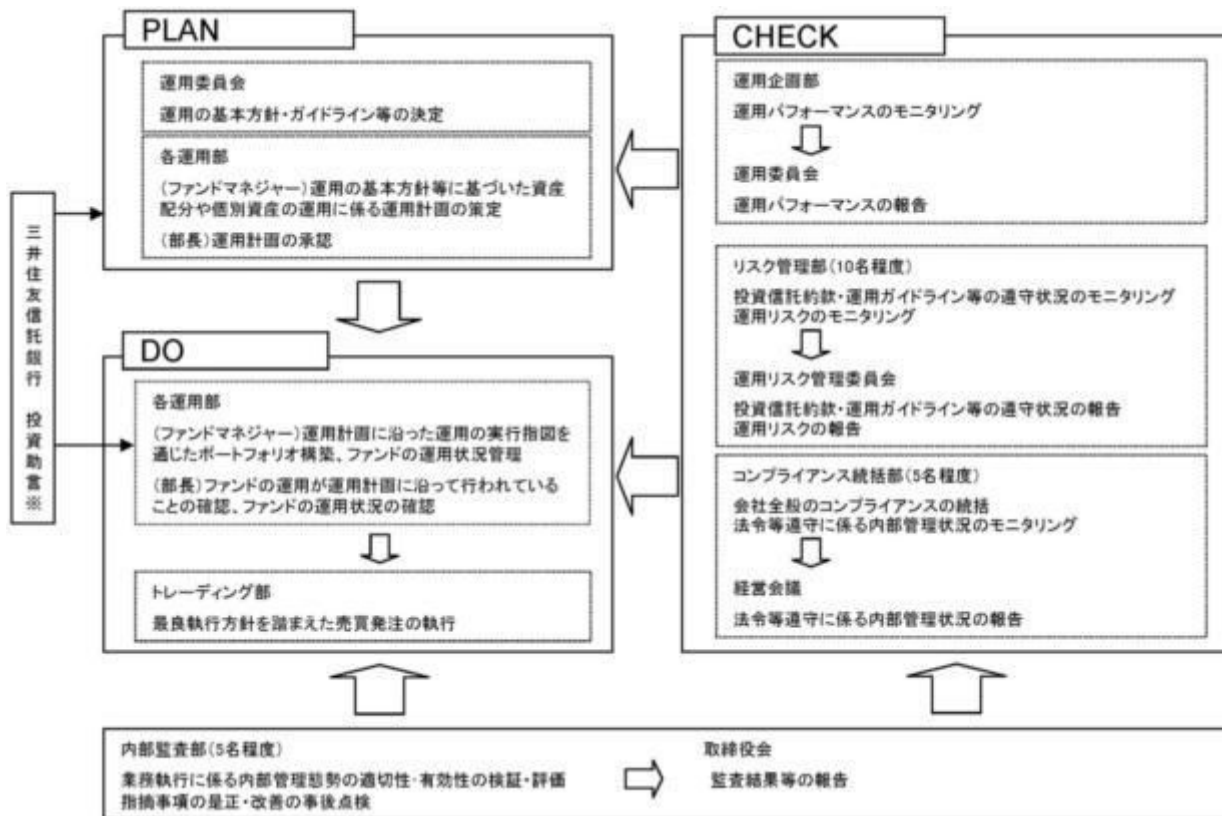 PLAN
運用委員会
運用の基本方針・ガイドライン等の決定
各運用部
(ファンドマネジャー)運用の基本方針等に基づいた資産
配分や個別資産の運用に係る運用計画の策定
(部長)運用計画の承認
三井住友信託銀行 投資助言※
DO
各運用部
(ファンドマネジャー)運用計画に沿った運用の実行指図を
通じたポートフォリオ構築、ファンドの運用状況管理
(部長)ファンドの運用が運用計画に沿って行われている
ことの確認、ファンドの運用状況の確認
トレーディング部
最良執行方針を踏まえた売買発注の執行
CHECK
運用企画部
運用パフォーマンスのモニタリング
運用委員会
運用パフォーマンスの報告
リスク管理部(10名程度)
投資信託約款・運用ガイドライン等の遵守状況のモニタリング
運用リスクのモニタリング
運用リスク管理委員会
投資信託約款・運用ガイドライン等の遵守状況の報告
運用リスクの報告
コンプライアンス統括部(5名程度)
会社全般のコンプライアンスの統括
法令等遵守に係る内部管理状況のモニタリング
経営会議
法令等遵守に係る内部管理状況の報告
内部監査部(5名程度)
業務執行に係る内部管理態勢の適切性・有効性の検証・評価
指摘事項の是正・改善の事後点検
取締役会
監査結果等の報告